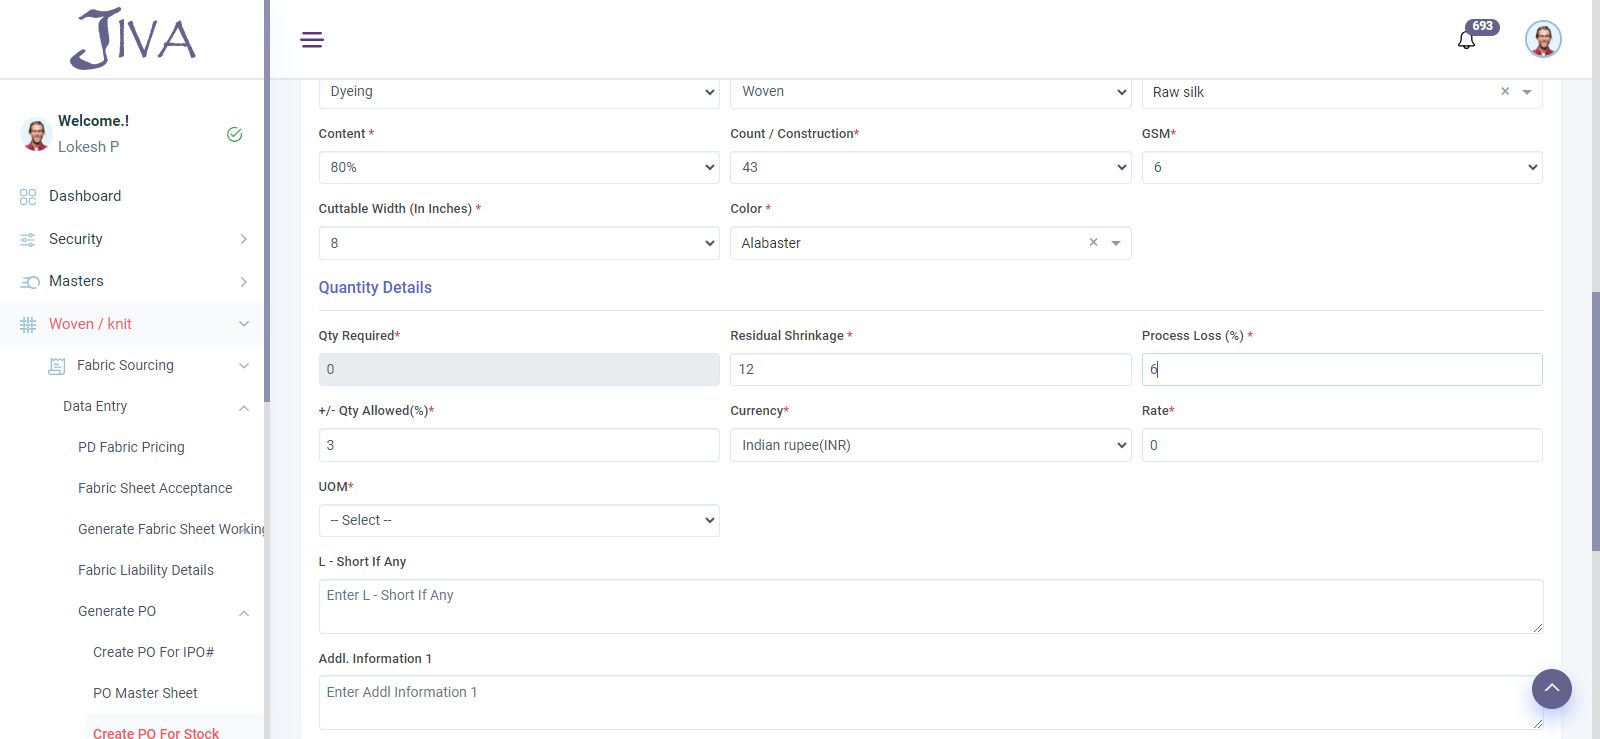 JIVA
693
Welcome.!
Lokesh P
Dashboard
Security
Masters
Woven / knit
Fabric Sourcing
Data Entry
PD Fabric Pricing
Fabric Sheet Acceptance
Generate Fabric Sheet Working
Fabric Liability Details
Generate PO
Create PO For IPO#
PO Master Sheet
Create PO For Stock
Dyeing
Woven
Raw silk
Content *
Count / Construction*
GSM*
80%
43
6
Cuttable Width (In Inches) *
Color *
8
Alabaster
Quantity Details
Qty Required*
Residual Shrinkage *
Process Loss (%) *
0
12
6
+/- Qty Allowed(%)*
Currency*
Rate*
3
Indian rupee(INR)
0
UOM*
-- Select --
L - Short If Any
Enter L - Short If Any
Addl. Information 1
Enter Addl Information 1